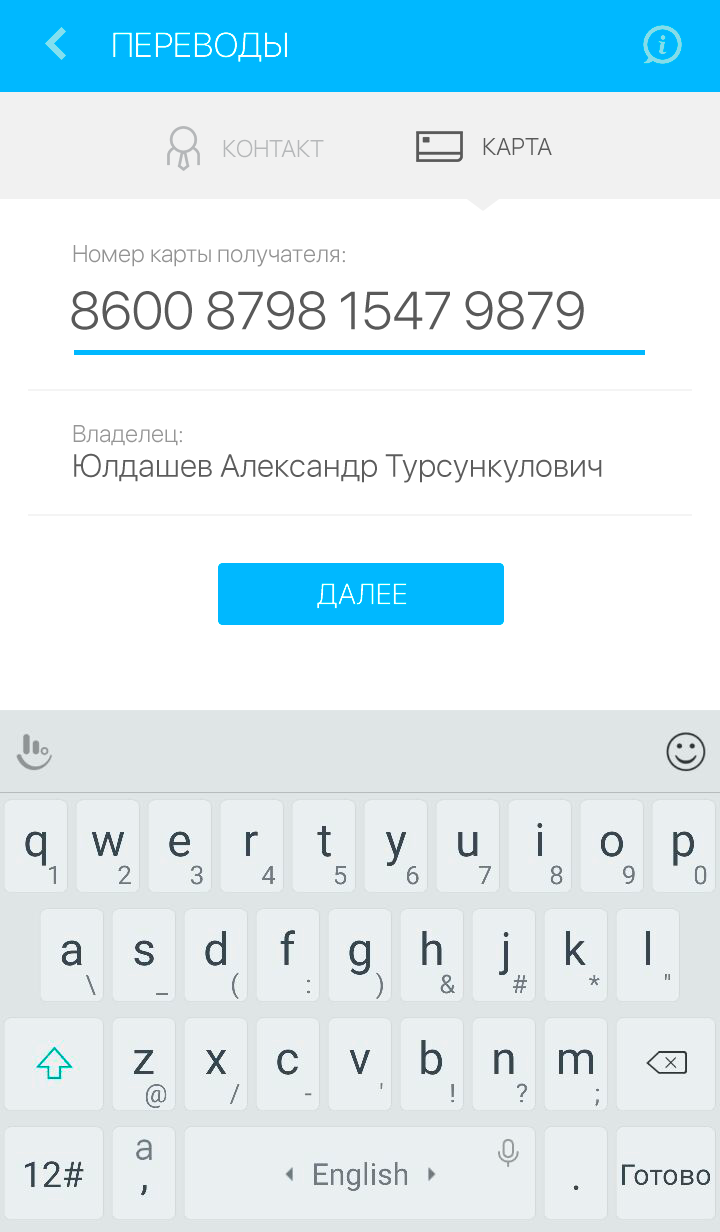 ПЕРЕВОДЫ
КОНТАКТ КАРТА
Номер карты получателя:
8600 8798 1547 9879
Владелец:
Юлдашев Александр Турсункулович
ДАЛЕЕ
q 1 w 2 e 3 r 4 t 5 y 6 u 7 i 8 o 9 p 0
a \ s _ d ( f : g ) h & j # k * l "
z @ x / c - v ' b ! n ? m ;
12# a , English . Готово